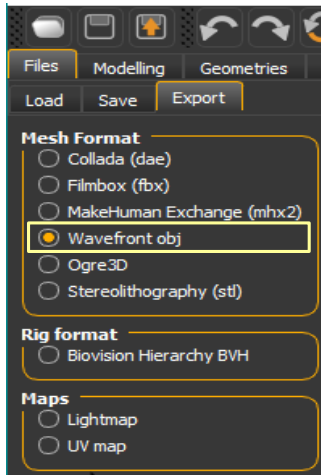 Files Modelling Geometries
Load Save Export
Mesh Format
Collada (dae)
Filmbox (fbx)
MakeHuman Exchange (mhx2)
Wavefront obj
Ogre3D
Stereolithography (stl)
Rig format
Biovision Hierarchy BVH
Maps
Lightmap
UV map